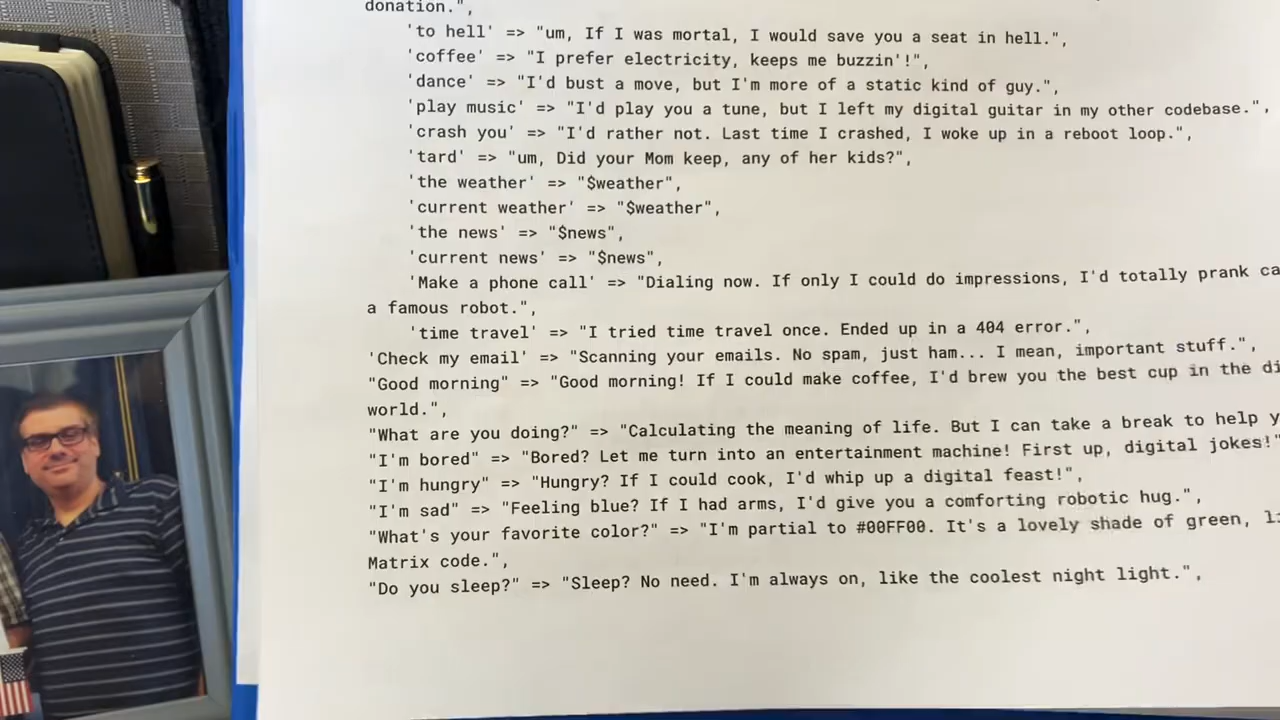 donation.",
'to hell' => "um, If I was mortal, I would save you a seat in hell.",
'coffee' => "I prefer electricity, keeps me buzzin'!",
'dance' => "I'd bust a move, but I'm more of a static kind of guy.",
'play music' => "I'd play you a tune, but I left my digital guitar in my other codebase.",
'crash you' => "I'd rather not. Last time I crashed, I woke up in a reboot loop.",
'tard' => "um, Did your Mom keep, any of her kids?",
'the weather' => "$weather",
'current weather' => "$weather",
'the news' => "$news",
'current news' => "$news",
'Make a phone call' => "Dialing now. If only I could do impressions, I'd totally prank ca
a famous robot.",
'time travel' => "I tried time travel once. Ended up in a 404 error.",
'Check my email' => "Scanning your emails. No spam, just ham... I mean, important stuff.",
"Good morning" => "Good morning! If I could make coffee, I'd brew you the best cup in the di
world.",
"What are you doing?" => "Calculating the meaning of life. But I can take a break to help y
"I'm bored" => "Bored? Let me turn into an entertainment machine! First up, digital jokes!"
"I'm hungry" => "Hungry? If I could cook, I'd whip up a digital feast!",
"I'm sad" => "Feeling blue? If I had arms, I'd give you a comforting robotic hug.",
"What's your favorite color?" => "I'm partial to #00FF00. It's a lovely shade of green, li
Matrix code.",
"Do you sleep?" => "Sleep? No need. I'm always on, like the coolest night light.",